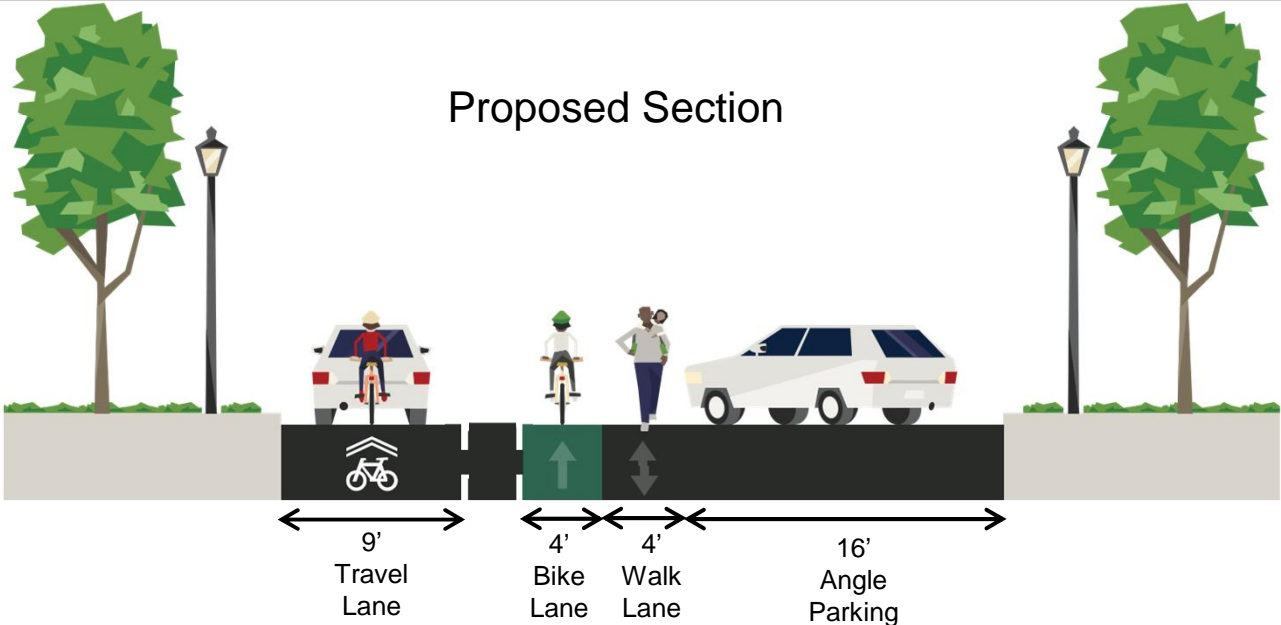 Proposed Section
9’
Travel
Lane
4’
Bike
Lane
4’
Walk
Lane
16’
Angle
Parking